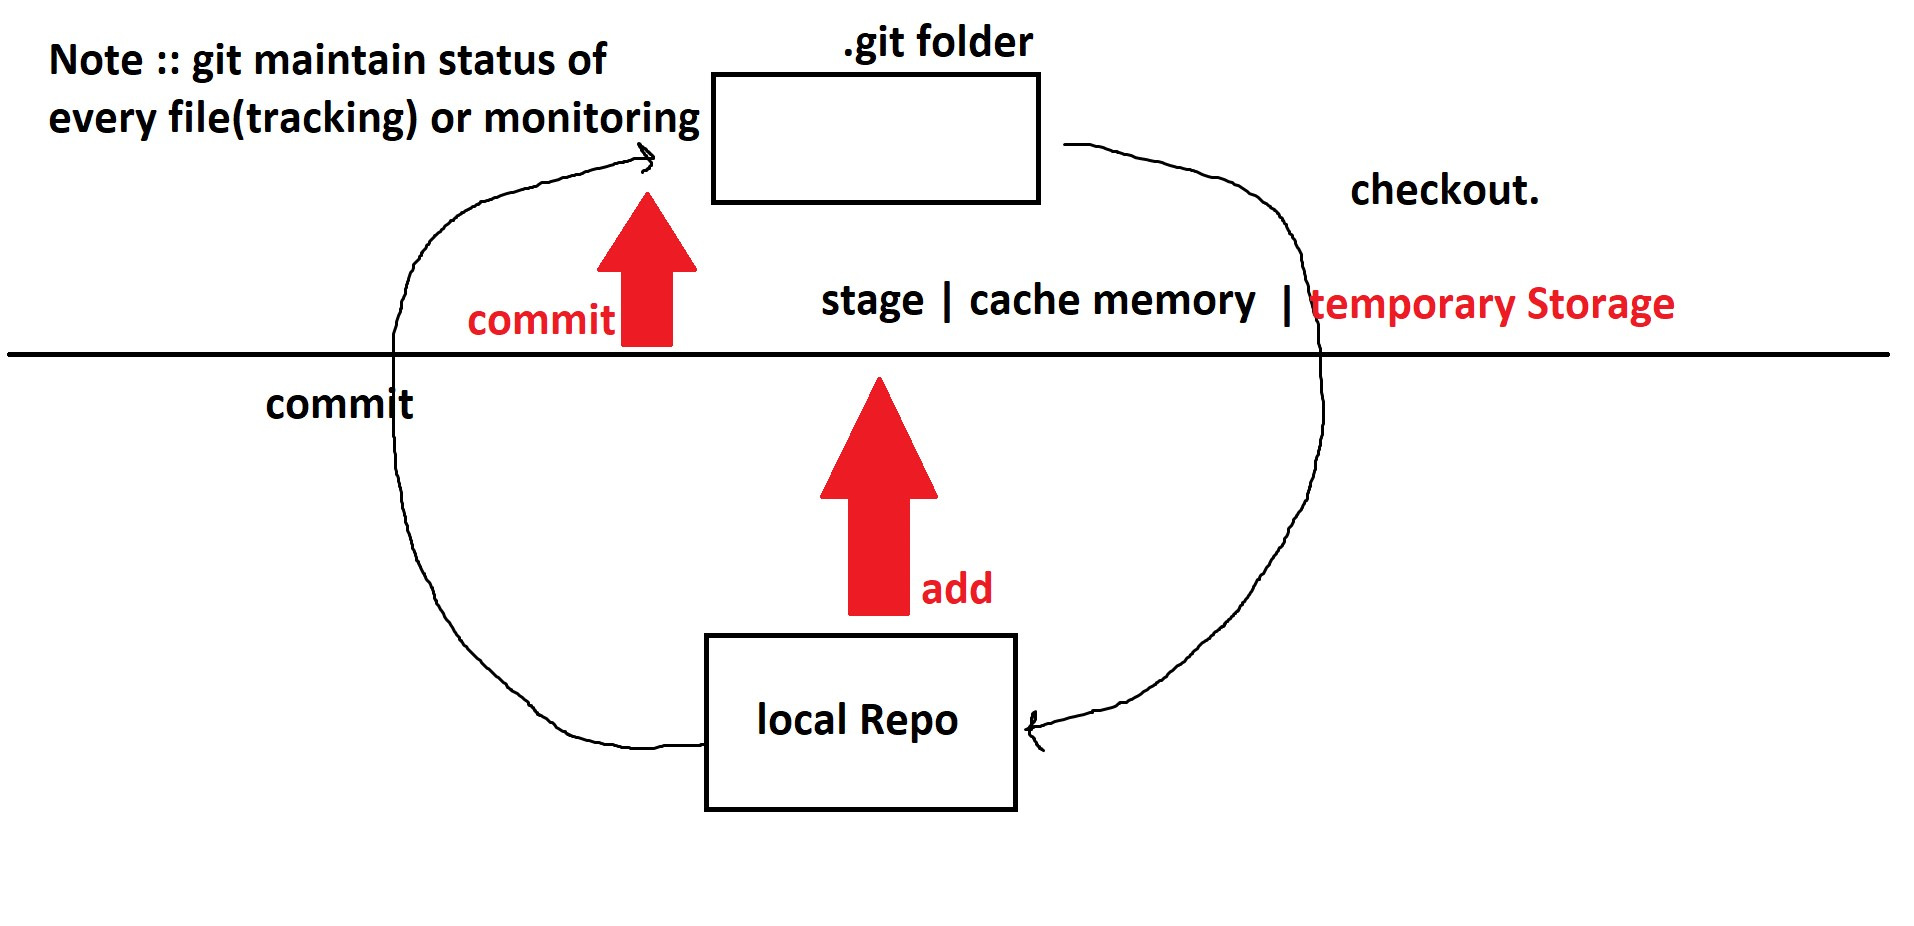 Note :: git maintain status of
every file(tracking) or monitoring
.git folder
checkout.
stage | cache memory | temporary Storage
commit
commit
add
local Repo